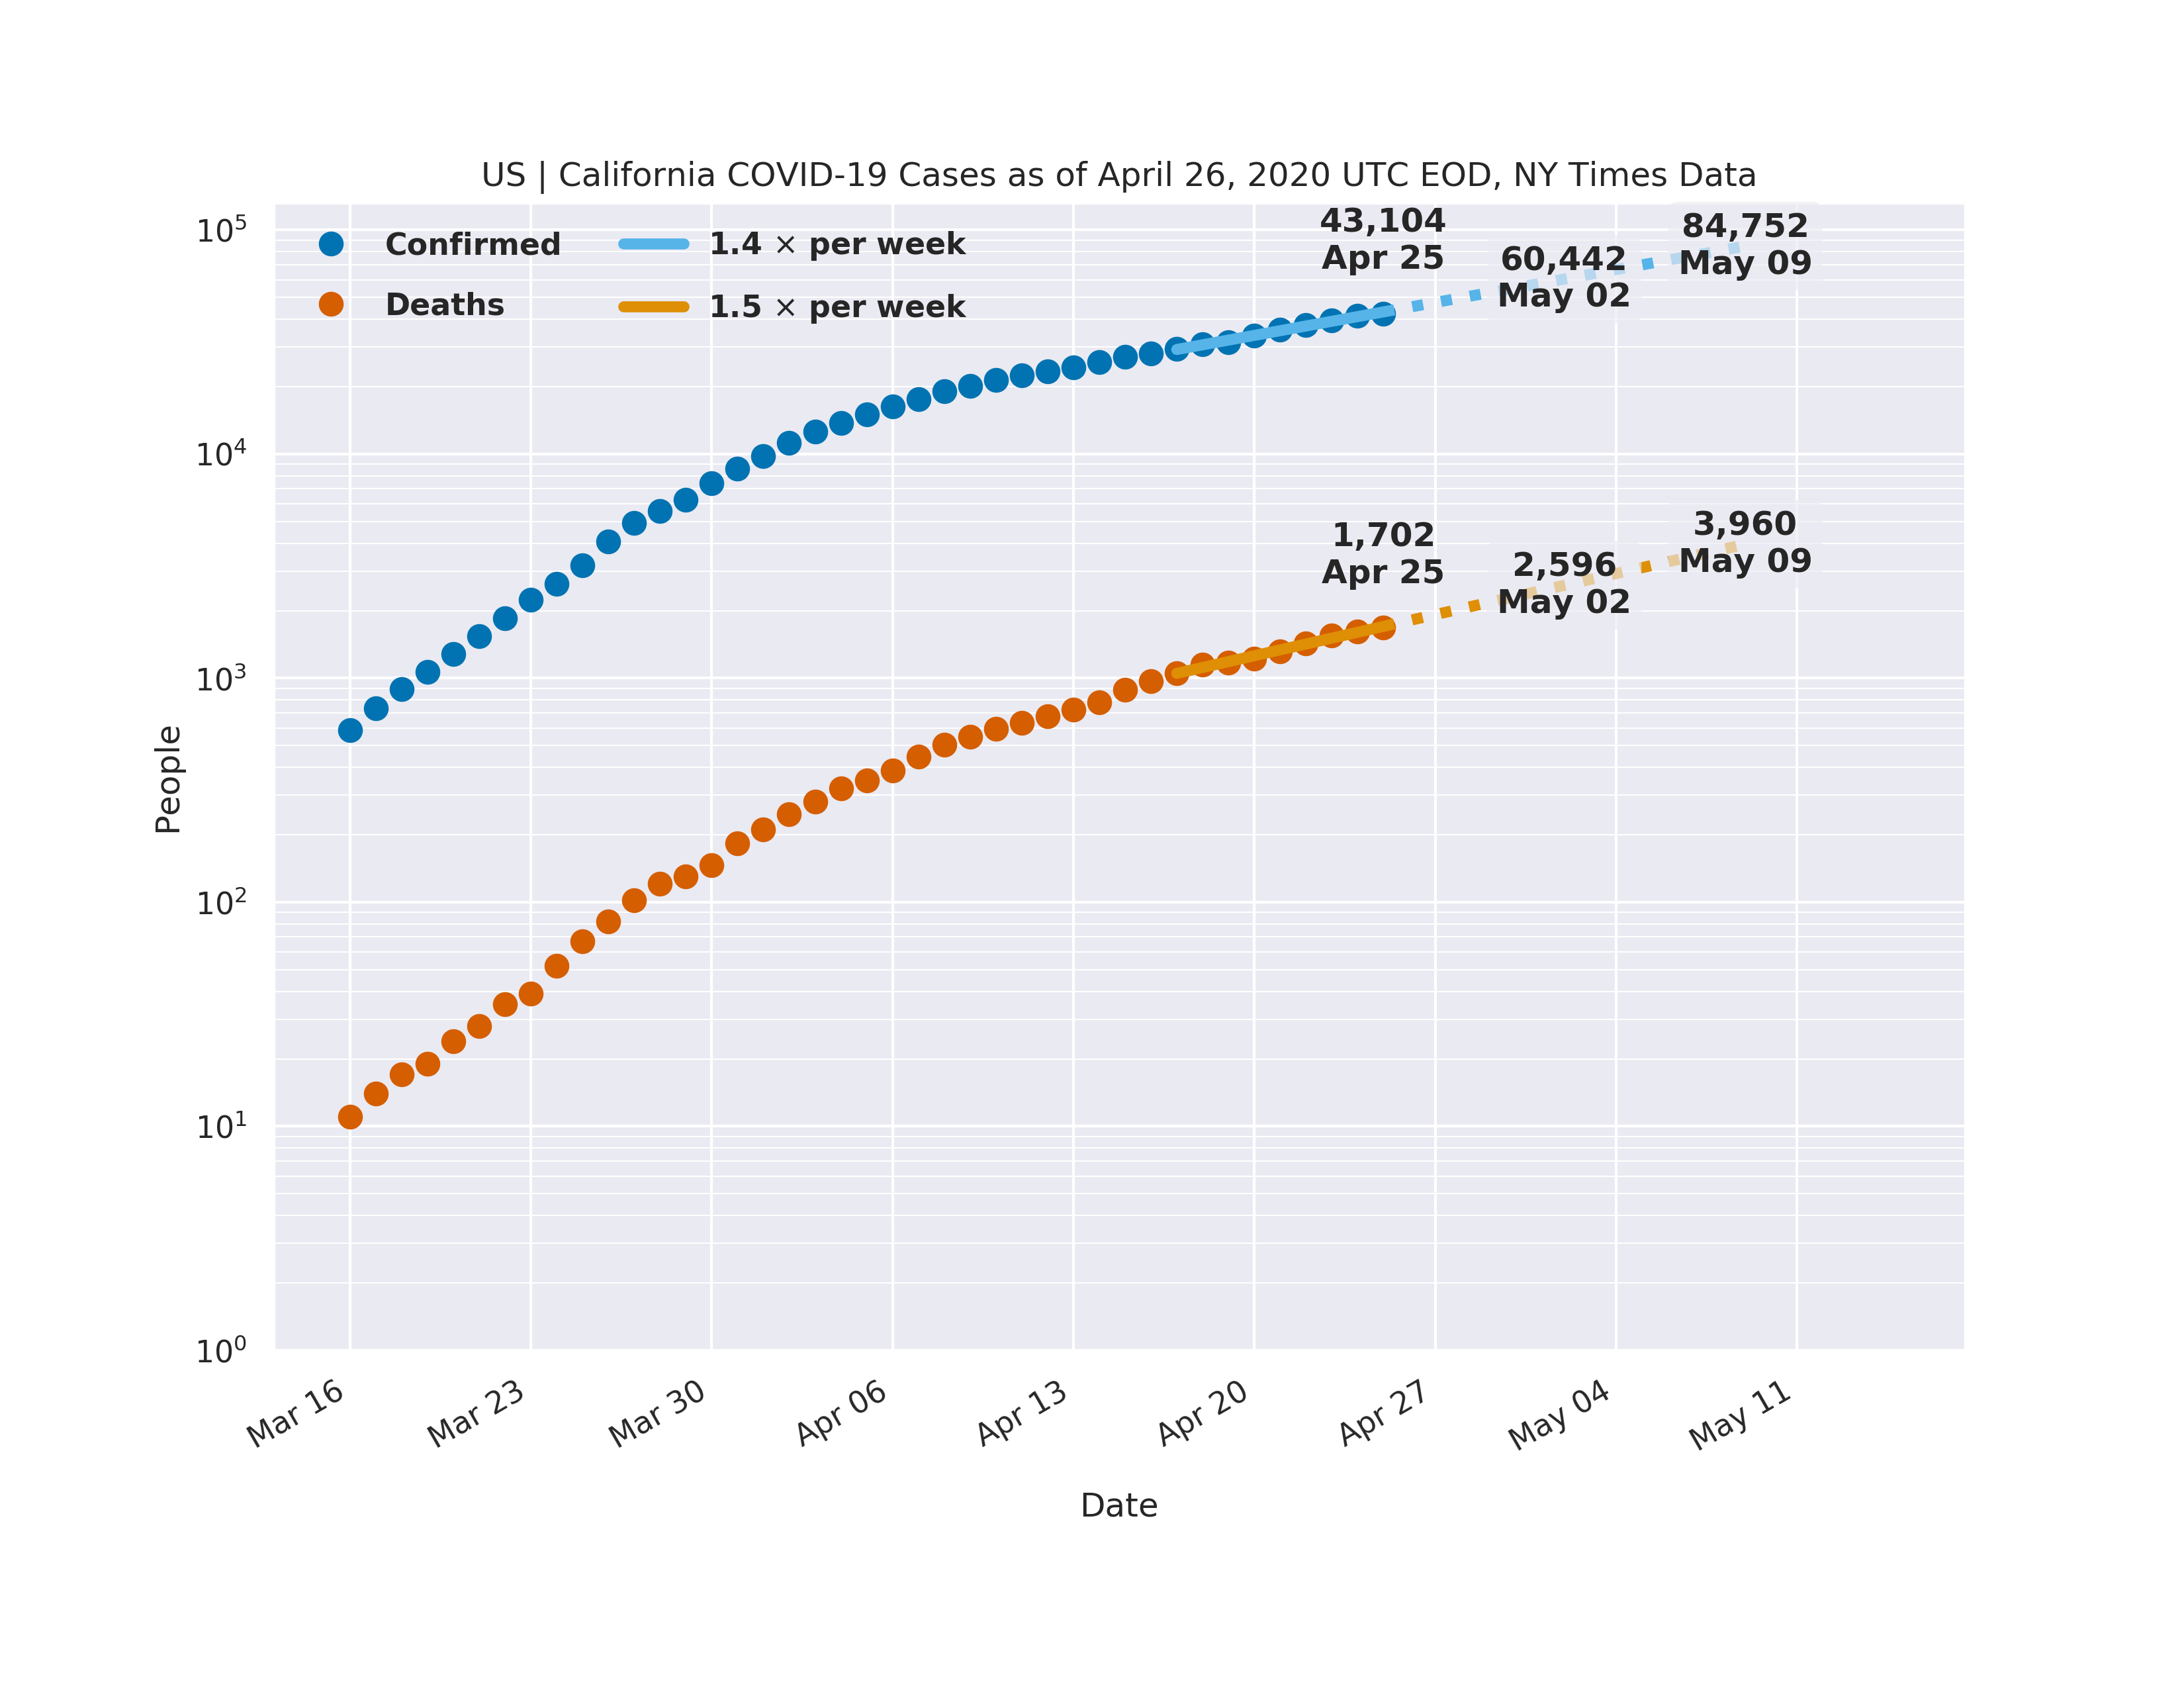 US | California COVID-19 Cases as of April 26, 2020 UTC EOD, NY Times Data
Confirmed
Deaths
1.4 × per week
1.5 × per week
43,104
Apr 25
60,442
May 02
84,752
May 09
1,702
Apr 25
2,596
May 02
3,960
May 09
10⁵
10⁴
10³
10²
10¹
10⁰
People
Mar 16
Mar 23
Mar 30
Apr 06
Apr 13
Apr 20
Apr 27
May 04
May 11
Date